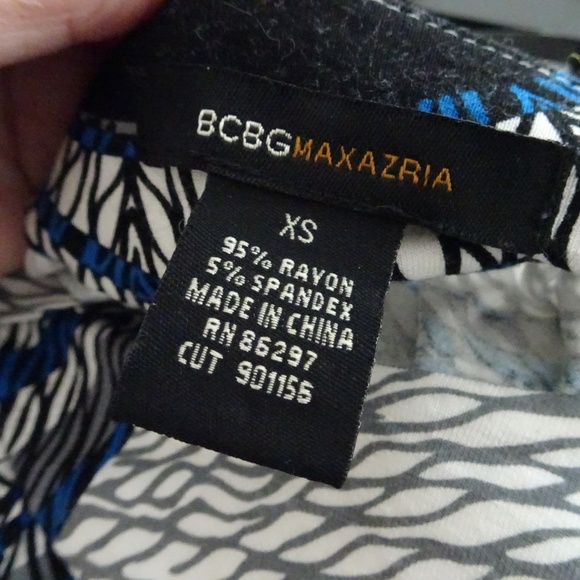 BCBGMAXAZRIA
XS
95% RAYON
5% SPANDEX
MADE IN CHINA
RN 86297
CUT 901156